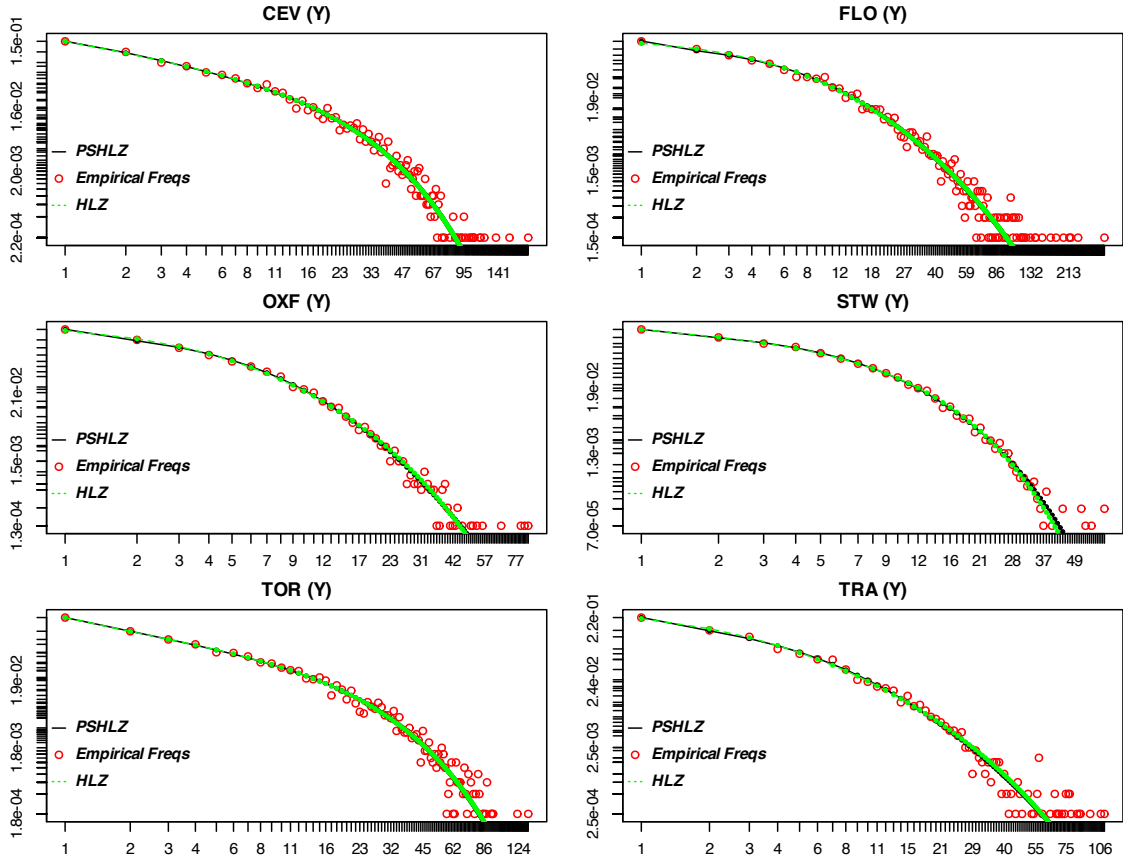 CEV (Y)
1.5e-01
1.6e-02
2.0e-03
2.22e-04
PSHLZ
Empirical Freqs
HLZ
1 2 3 4 6 8 11 16 23 33 47 67 95 141
FLO (Y)
1.9e-02
1.5e-03
1.5e-04
PSHLZ
Empirical Freqs
HLZ
1 2 3 4 6 8 12 18 27 40 59 86 132 213
OXF (Y)
2.1e-02
1.5e-03
1.3e-04
PSHLZ
Empirical Freqs
HLZ
1 2 3 4 5 7 9 12 17 23 31 42 57 77
STW (Y)
1.9e-02
1.3e-03
7.0e-05
PSHLZ
Empirical Freqs
HLZ
1 2 3 4 5 7 9 12 16 21 28 37 49
TOR (Y)
1.9e-02
1.8e-03
1.8e-04
PSHLZ
Empirical Freqs
HLZ
1 2 3 4 6 8 11 16 23 32 45 62 86 124
TRA (Y)
2.2e-01
2.4e-02
2.5e-03
2.5e-04
PSHLZ
Empirical Freqs
HLZ
1 2 3 4 5 7 11 15 21 29 40 55 75 106